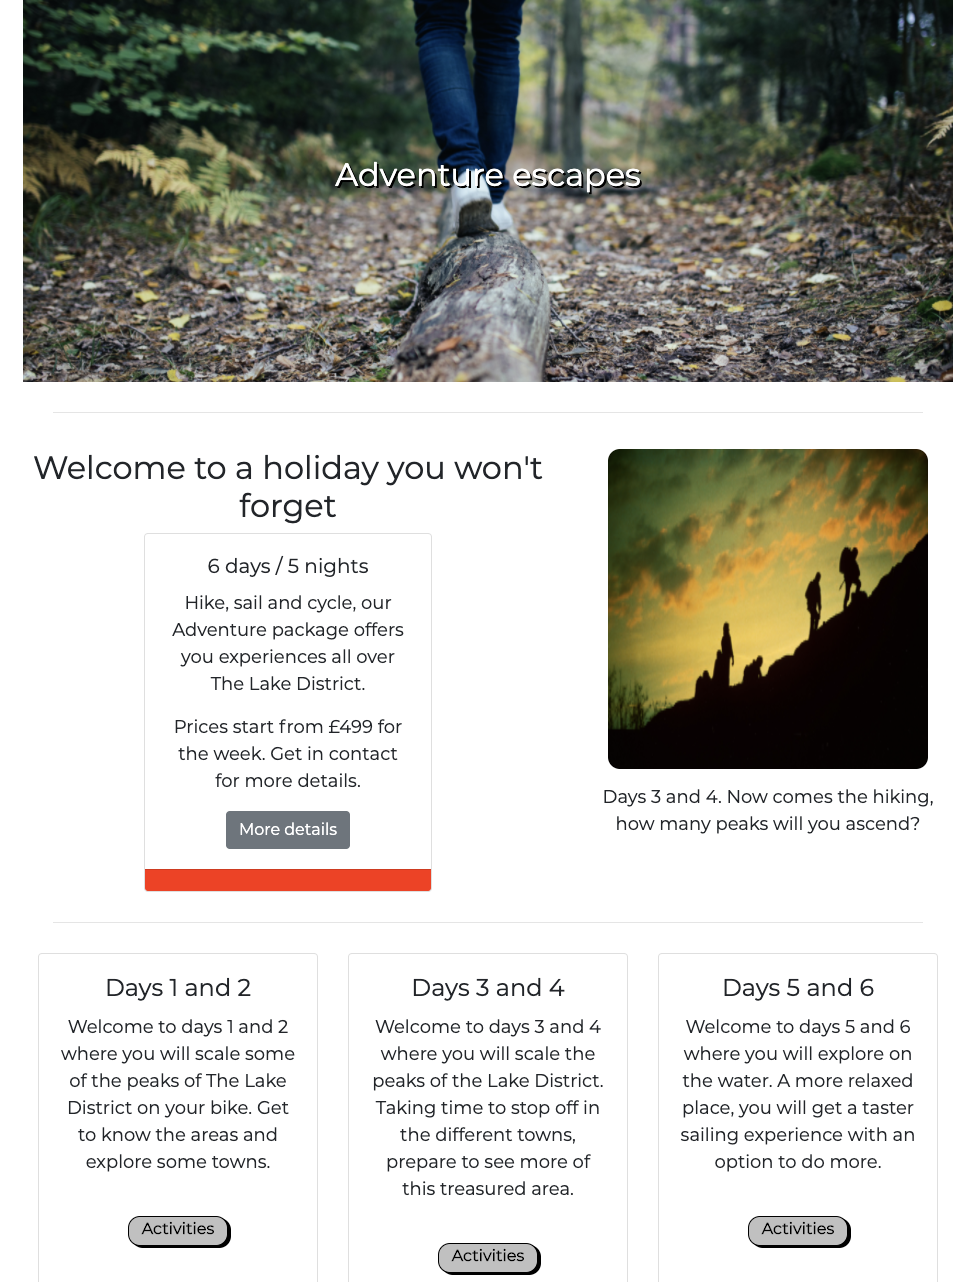 Adventure escapes
Welcome to a holiday you won't
forget
6 days / 5 nights
Hike, sail and cycle, our
Adventure package offers
you experiences all over
The Lake District.
Prices start from £499 for
the week. Get in contact
for more details.
More details
Days 3 and 4. Now comes the hiking,
how many peaks will you ascend?
Days 1 and 2
Welcome to days 1 and 2
where you will scale some
of the peaks of The Lake
District on your bike. Get
to know the areas and
explore some towns.
Activities
Days 3 and 4
Welcome to days 3 and 4
where you will scale the
peaks of the Lake District.
Taking time to stop off in
the different towns,
prepare to see more of
this treasured area.
Activities
Days 5 and 6
Welcome to days 5 and 6
where you will explore on
the water. A more relaxed
place, you will get a taster
sailing experience with an
option to do more.
Activities